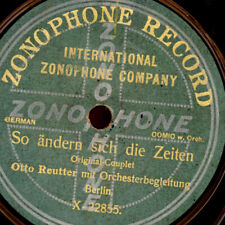 ZONOPHONE RECORD
INTERNATIONAL
ZONOPHONE COMPANY
ZONOPHONE
GERMAN
COMIC w. Orch.
So ändern sich die Zeiten
Original-Couplet
Otto Reutter mit Orchesterbegleitung
Berlin
X-22855.